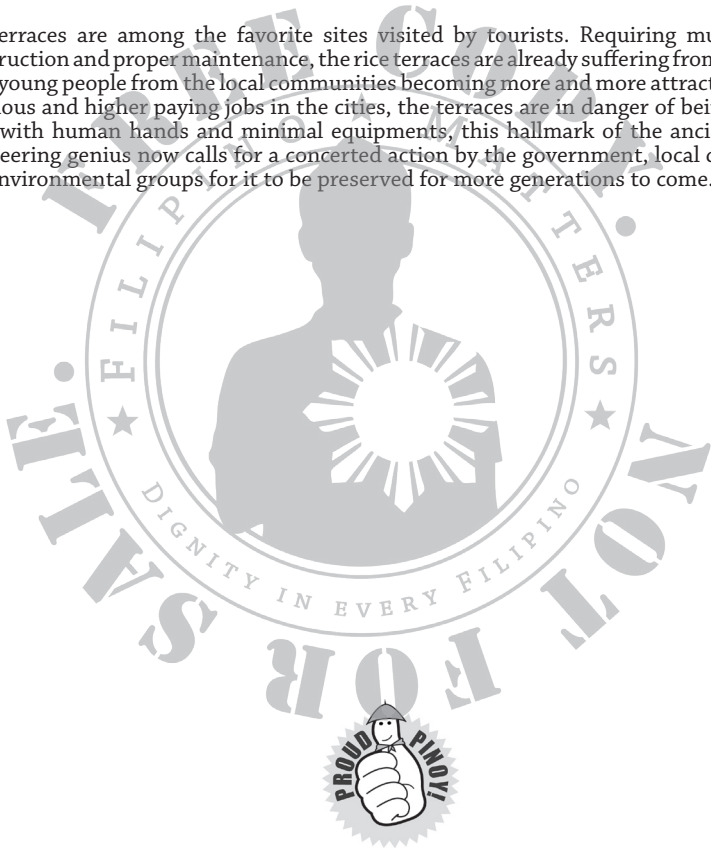 erraces are among the favorite sites visited by tourists. Requiring mu
ruction and proper maintenance, the rice terraces are already suffering from
young people from the local communities becoming more and more attract
ious and higher paying jobs in the cities, the terraces are in danger of bein
with human hands and minimal equipments, this hallmark of the ancie
eering genius now calls for a concerted action by the government, local c
nvironmental groups for it to be preserved for more generations to come.
FREE COPY.
FILIPINO MATTERS
DIGNITY IN EVERY FILIPINO
NOT FOR SALE.
PROUD PINOY!